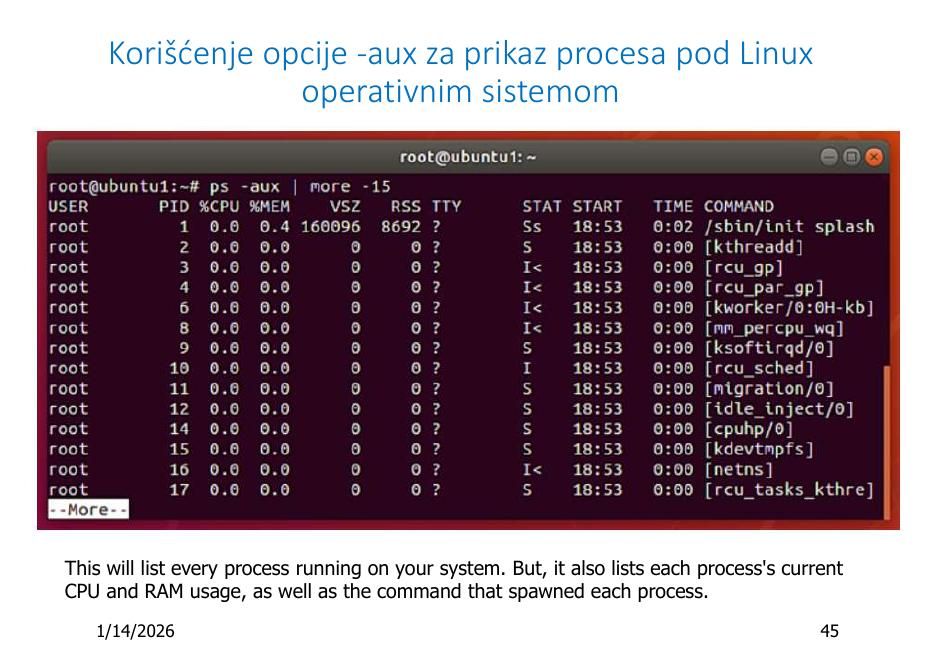 Korišćenje opcije -aux za prikaz procesa pod Linux
operativnim sistemom
root@ubuntu1: ~
root@ubuntu1:~# ps -aux | more -15
USER PID %CPU %MEM VSZ RSS TTY STAT START TIME COMMAND
root 1 0.0 0.4 160096 8692 ? Ss 18:53 0:02 /sbin/init splash
root 2 0.0 0.0 0 0 ? S 18:53 0:00 [kthreadd]
root 3 0.0 0.0 0 0 ? I< 18:53 0:00 [rcu_gp]
root 4 0.0 0.0 0 0 ? I< 18:53 0:00 [rcu_par_gp]
root 6 0.0 0.0 0 0 ? I< 18:53 0:00 [kworker/0:0H-kb]
root 8 0.0 0.0 0 0 ? I< 18:53 0:00 [mm_percpu_wq]
root 9 0.0 0.0 0 0 ? S 18:53 0:00 [ksoftirqd/0]
root 10 0.0 0.0 0 0 ? I 18:53 0:00 [rcu_sched]
root 11 0.0 0.0 0 0 ? S 18:53 0:00 [migration/0]
root 12 0.0 0.0 0 0 ? S 18:53 0:00 [idle_inject/0]
root 14 0.0 0.0 0 0 ? S 18:53 0:00 [cpuhp/0]
root 15 0.0 0.0 0 0 ? S 18:53 0:00 [kdevtmpfs]
root 16 0.0 0.0 0 0 ? I< 18:53 0:00 [netns]
root 17 0.0 0.0 0 0 ? S 18:53 0:00 [rcu_tasks_kthre]
--More--
This will list every process running on your system. But, it also lists each process's current
CPU and RAM usage, as well as the command that spawned each process.
1/14/2026
45